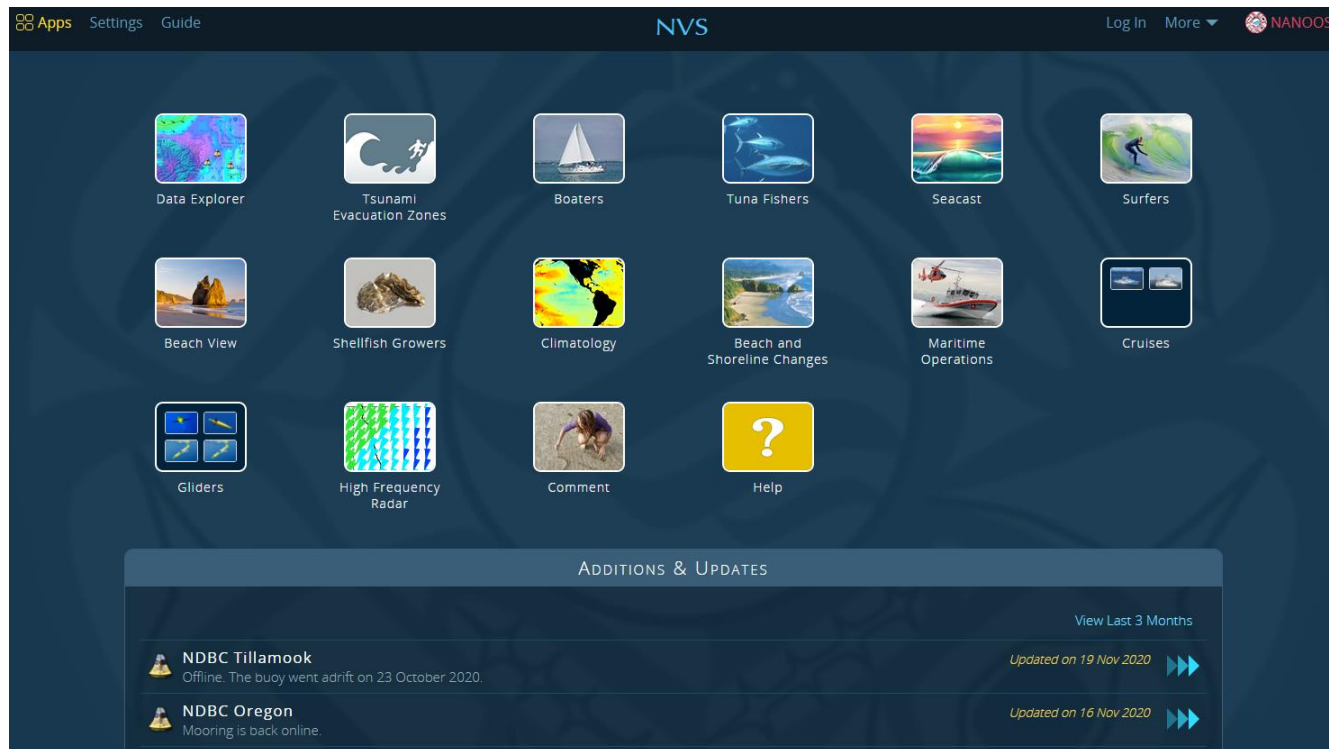 Apps Settings Guide NVS Log In More NANOOS
Data Explorer
Tsunami
Evacuation Zones
Boaters
Tuna Fishers
Seacast
Surfers
Beach View
Shellfish Growers
Climatology
Beach and
Shoreline Changes
Maritime
Operations
Cruises
Gliders
High Frequency
Radar
Comment
?
Help
Additions & Updates
View Last 3 Months
NDBC Tillamook
Updated on 19 Nov 2020
Offline. The buoy went adrift on 23 October 2020.
NDBC Oregon
Updated on 16 Nov 2020
Mooring is back online.